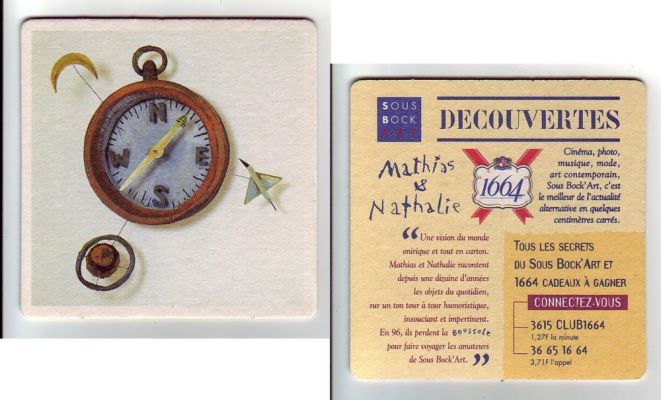 N
E
S
SOUS
BOCK
ART
DECOUVERTES
Mathias
&
Nathalie
1664
Cinéma, photo,
musique, mode,
art contemporain,
Sous Bock'Art, c'est
le meilleur de l'actualité
alternative en quelques
centimètres carrés.
“ Une vision du monde
onirique et tout en carton.
Mathias et Nathalie racontent
depuis une dizaine d'années
les objets du quotidien,
sur un ton tour à tour humoristique,
insouciant et impertinent.
En 96, ils perdent la Boussole
pour faire voyager les amateurs
de Sous Bock'Art. ”
TOUS LES SECRETS
DU SOUS BOCK'ART ET
1664 CADEAUX À GAGNER
CONNECTEZ-VOUS
3615 CLUB1664
1,27F la minute
36 65 16 64
3,71F l'appel